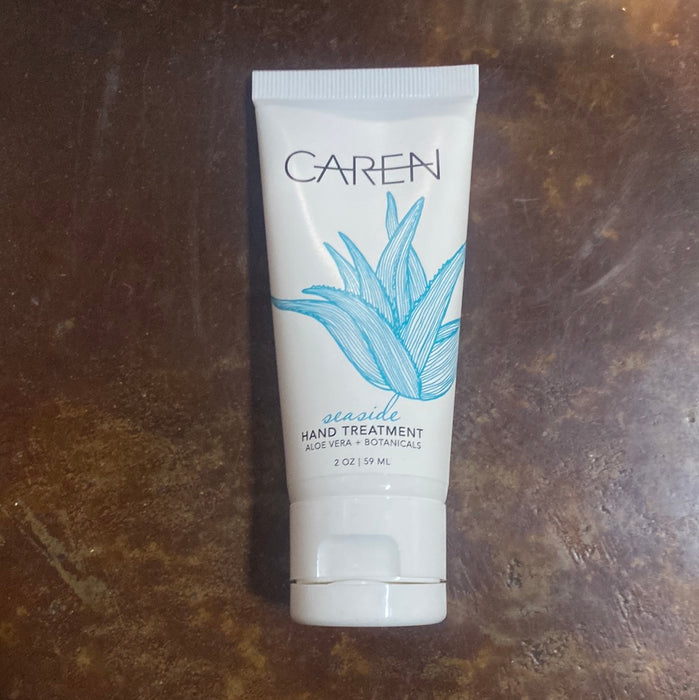 CAREN
seaside
HAND TREATMENT
ALOE VERA + BOTANICALS
2 OZ | 59 ML